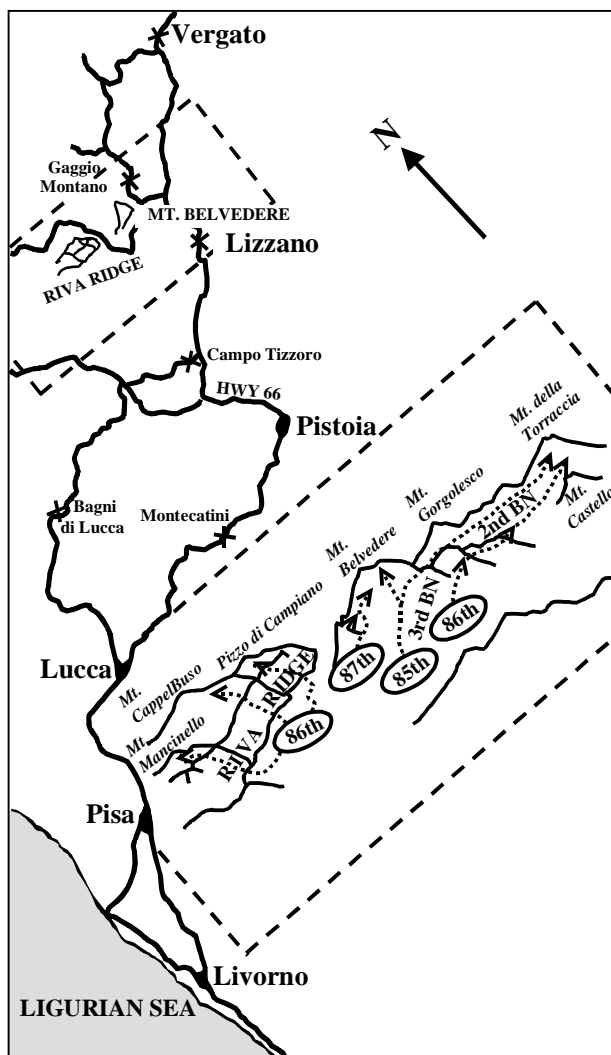 Vergato
N
Gaggio
Montano
MT. BELVEDERE
Lizzano
RIVA RIDGE
Campo Tizzoro
HWY 66
Pistoia
Mt. della
Torraccia
Bagni
di Lucca
Montecatini
Mt.
Gorgolesco
2nd BN
Mt.
Castello
Mt.
Belvedere
3rd BN
86th
Pizzo di Campiano
87th
85th
Lucca
Mt.
CappelBuso
RIVA RIDGE
86th
Mt.
Mancinello
Pisa
Livorno
LIGURIAN SEA